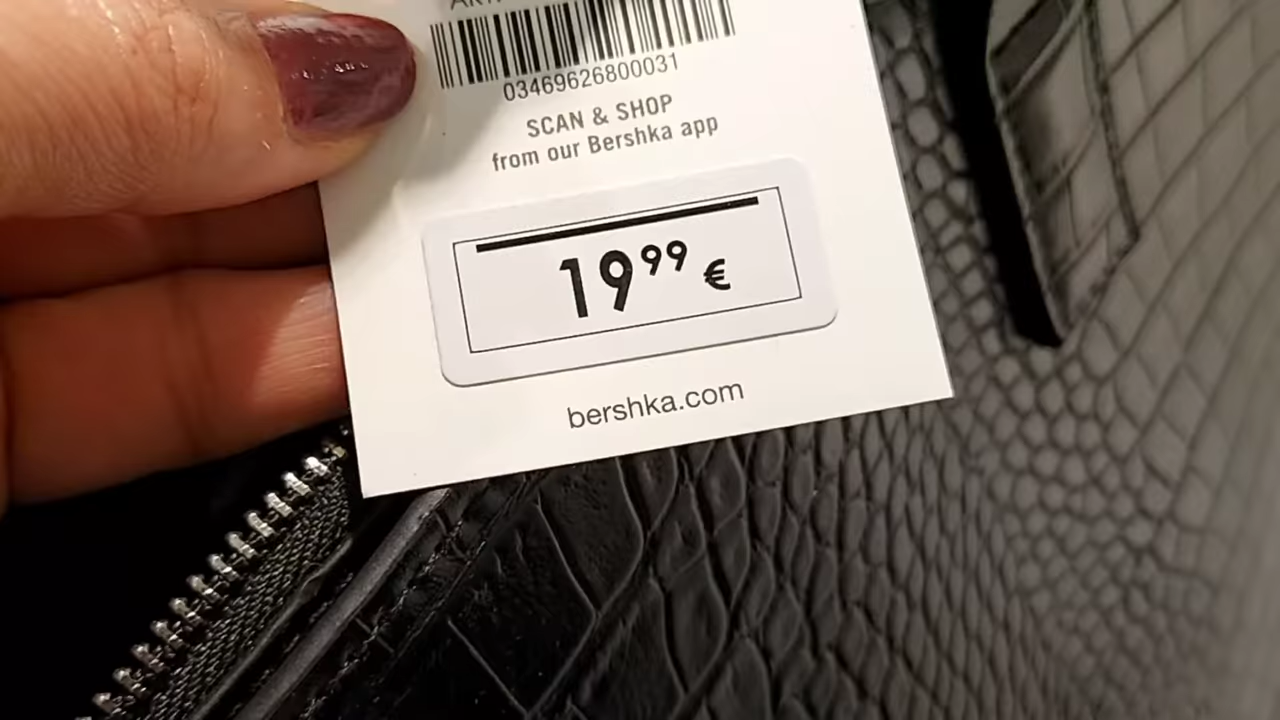 03469626800031
SCAN & SHOP
from our Bershka app
19⁹⁹ €
bershka.com